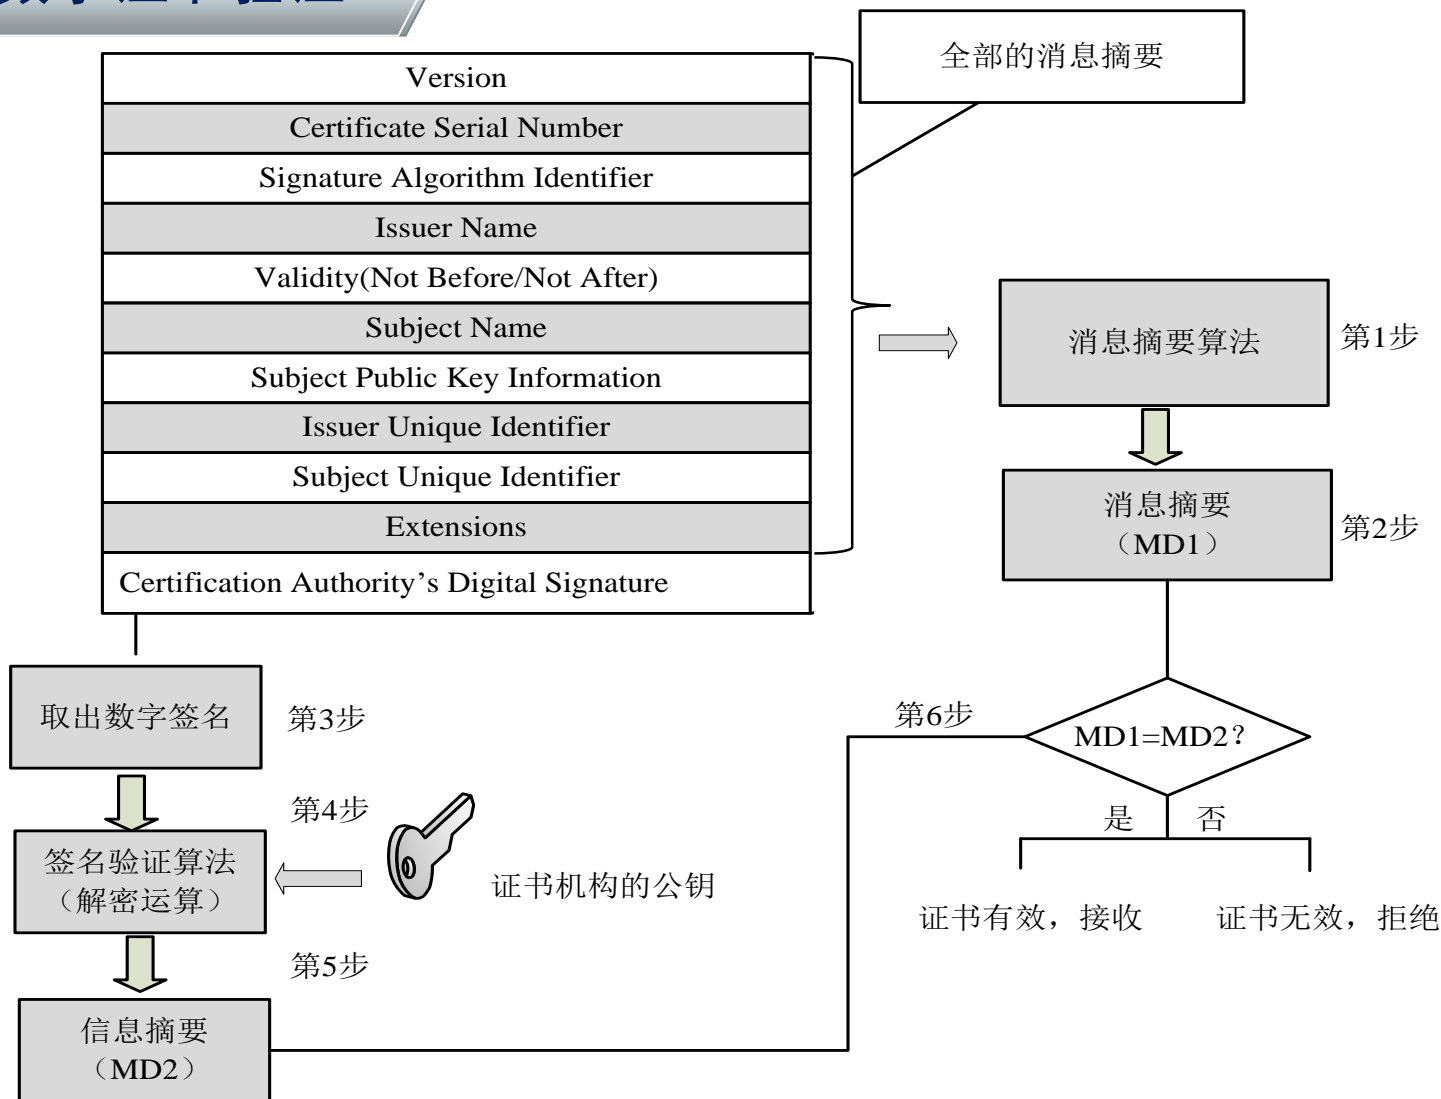 全部的消息摘要
Version
Certificate Serial Number
Signature Algorithm Identifier
Issuer Name
Validity(Not Before/Not After)
Subject Name
Subject Public Key Information
Issuer Unique Identifier
Subject Unique Identifier
Extensions
Certification Authority’s Digital Signature
消息摘要算法
第1步
消息摘要
（MD1）
第2步
取出数字签名
第3步
第4步
签名验证算法
（解密运算）
证书机构的公钥
第5步
信息摘要
（MD2）
第6步
MD1=MD2?
是
否
证书有效，接收
证书无效，拒绝